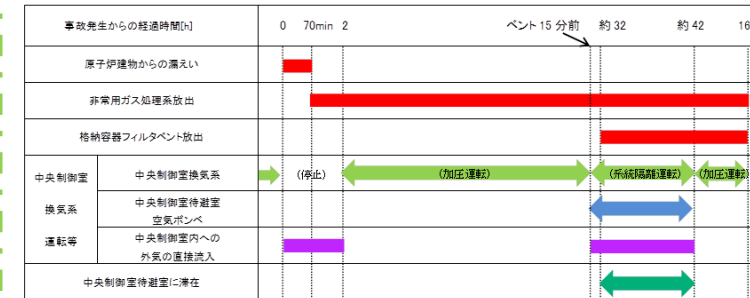 事故発生からの経過時間[h] 0 70min 2 ベント 15 分前 約 32 約 42 16
原子炉建物からの漏えい
非常用ガス処理系放出
格納容器フィルタベント放出
中央制御室
換気系
運転等
中央制御室換気系 (停止) (加圧運転) (系統隔離運転) (加圧運転)
中央制御室待避室
空気ボンベ
中央制御室内への
外気の直接流入
中央制御室待避室に滞在